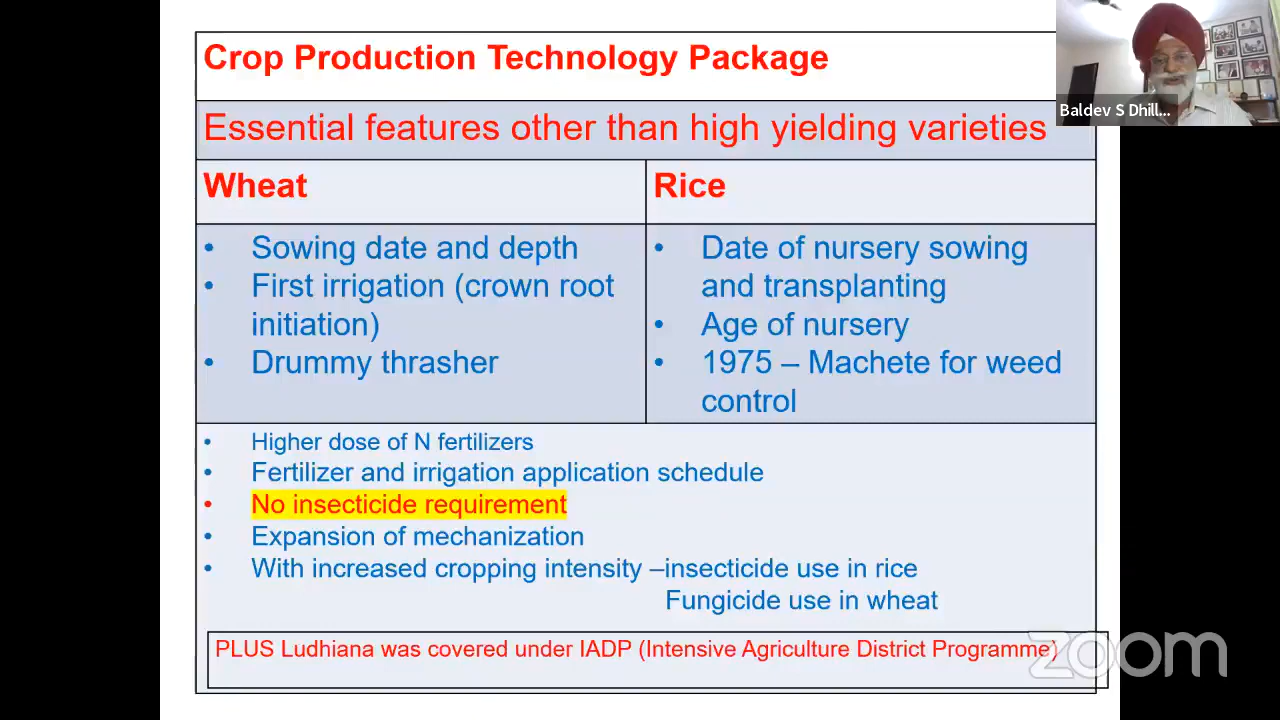 Crop Production Technology Package
Baldev S Dhill...
Essential features other than high yielding varieties
Wheat
Rice
• Sowing date and depth
• First irrigation (crown root
initiation)
• Drummy thrasher
• Date of nursery sowing
and transplanting
• Age of nursery
• 1975 – Machete for weed
control
• Higher dose of N fertilizers
• Fertilizer and irrigation application schedule
• No insecticide requirement
• Expansion of mechanization
• With increased cropping intensity –insecticide use in rice
Fungicide use in wheat
PLUS Ludhiana was covered under IADP (Intensive Agriculture District Programme)
zoom